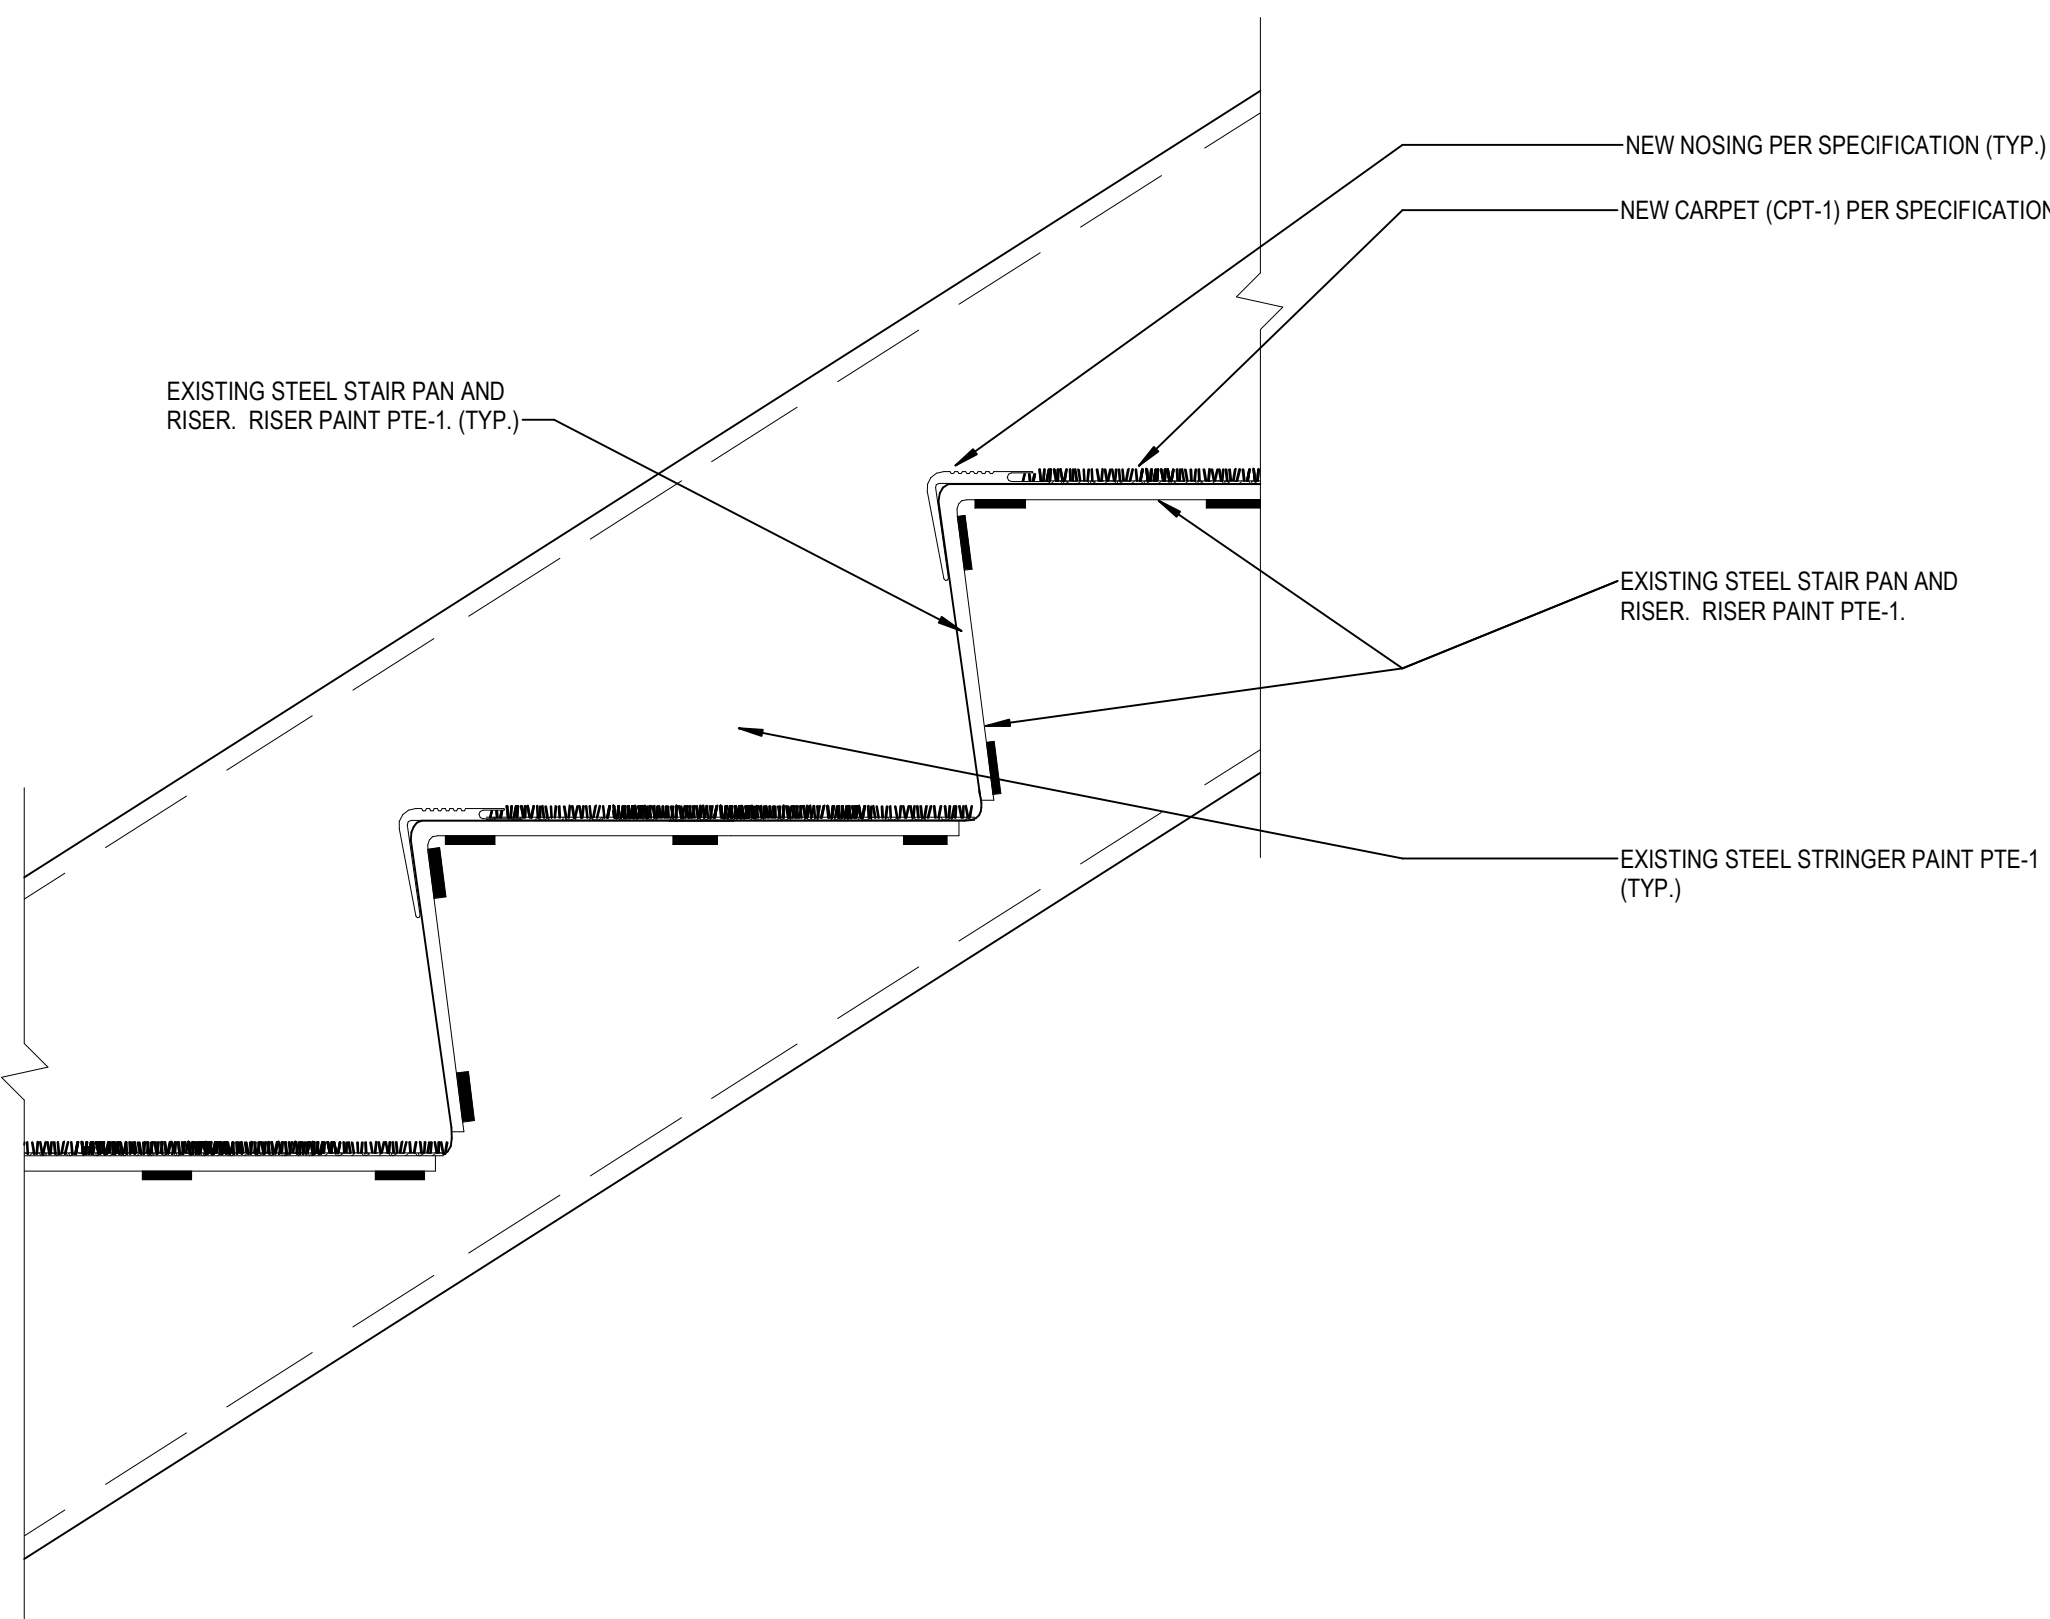 NEW NOSING PER SPECIFICATION (TYP.)
NEW CARPET (CPT-1) PER SPECIFICATION
EXISTING STEEL STAIR PAN AND
RISER.  RISER PAINT PTE-1. (TYP.)
EXISTING STEEL STAIR PAN AND
RISER.  RISER PAINT PTE-1.
EXISTING STEEL STRINGER PAINT PTE-1
(TYP.)